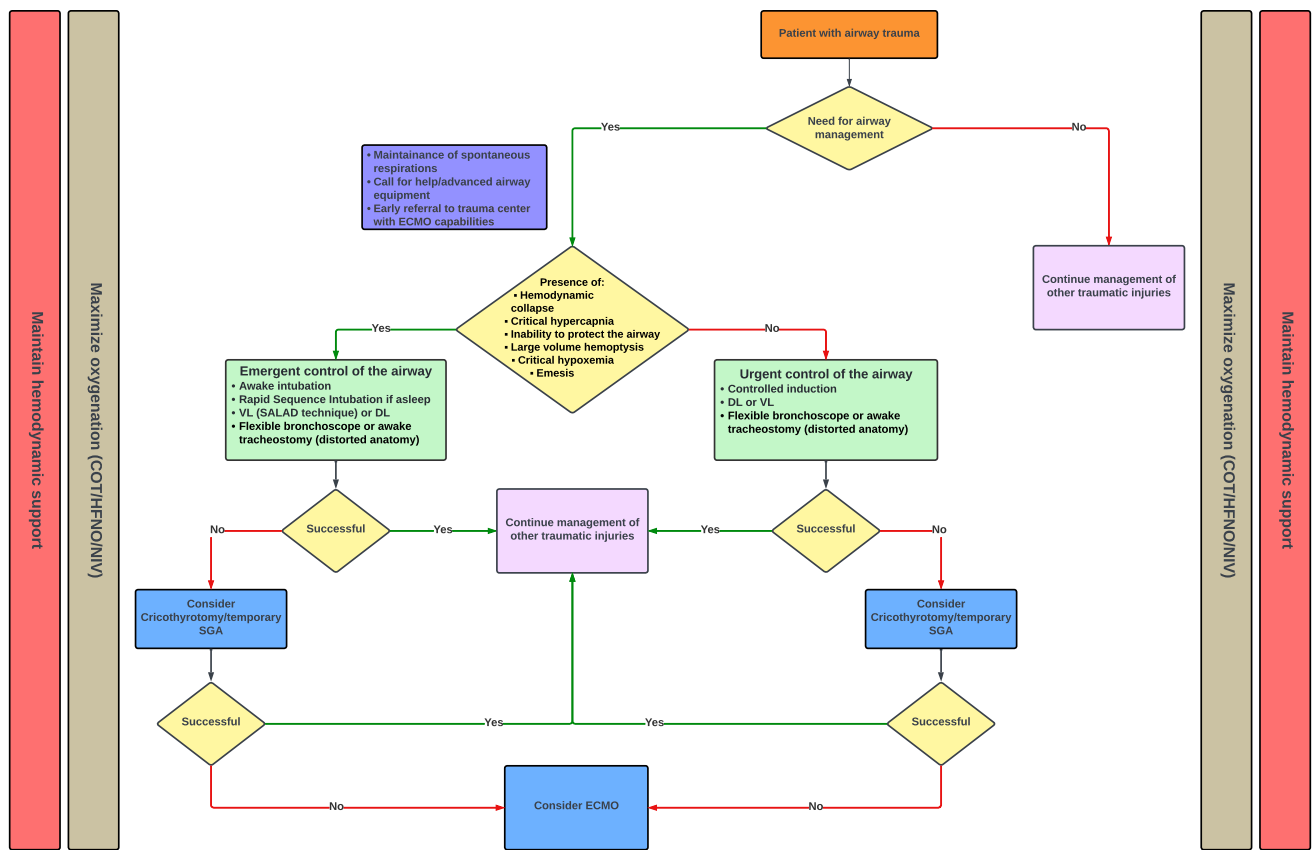 Patient with airway trauma
Need for airway
management
Yes
No
• Maintainance of spontaneous
respirations
• Call for help/advanced airway
equipment
• Early referral to trauma center
with ECMO capabilities
Continue management of
other traumatic injuries
Presence of:
▪ Hemodynamic
collapse
▪ Critical hypercapnia
▪ Inability to protect the airway
▪ Large volume hemoptysis
▪ Critical hypoxemia
▪ Emesis
Yes
No
Emergent control of the airway
• Awake intubation
• Rapid Sequence Intubation if asleep
• VL (SALAD technique) or DL
• Flexible bronchoscope or awake
tracheostomy (distorted anatomy)
Urgent control of the airway
• Controlled induction
• DL or VL
• Flexible bronchoscope or awake
tracheostomy (distorted anatomy)
No
Successful
Yes
Continue management of
other traumatic injuries
Yes
Successful
No
Consider
Cricothyrotomy/temporary
SGA
Consider
Cricothyrotomy/temporary
SGA
Successful
Yes
Yes
Successful
No
Consider ECMO
No
Maintain hemodynamic support
Maximize oxygenation (COT/HFNO/NIV)
Maximize oxygenation (COT/HFNO/NIV)
Maintain hemodynamic support